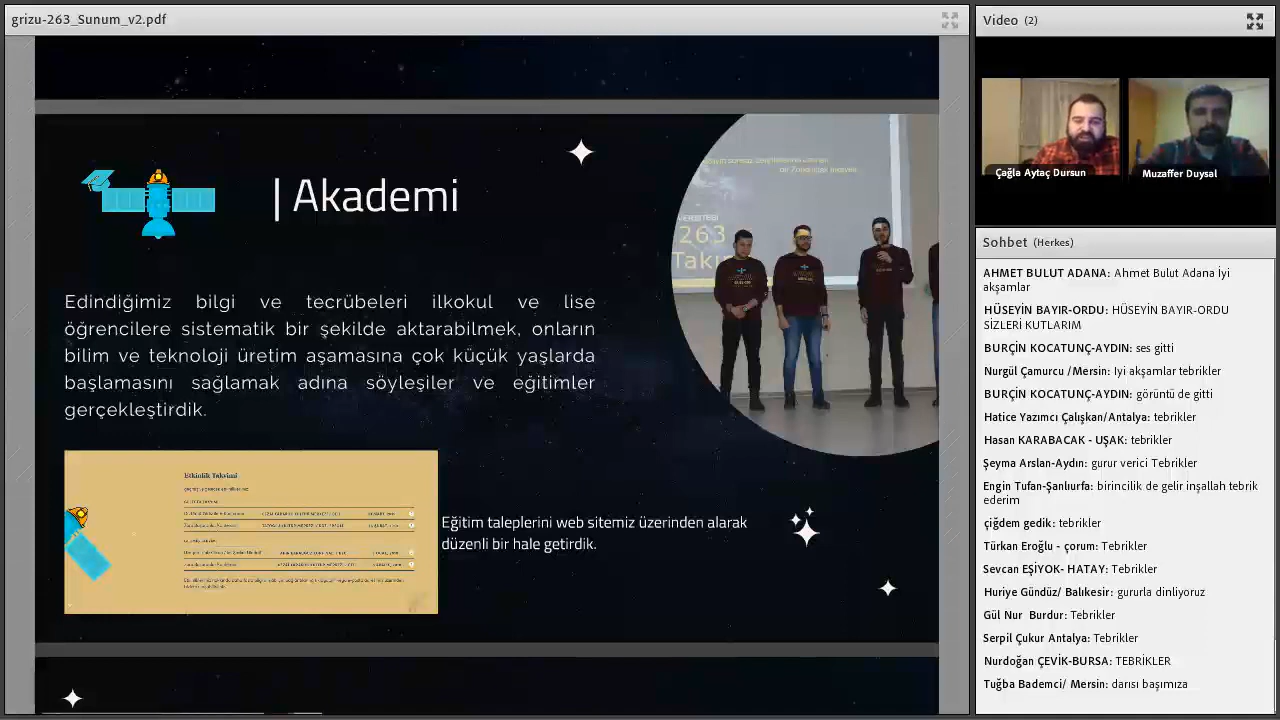 grizu-263_Sunum_v2.pdf
| Akademi
Edindiğimiz bilgi ve tecrübeleri ilkokul ve lise
öğrencilere sistematik bir şekilde aktarabilmek, onların
bilim ve teknoloji üretim aşamasına çok küçük yaşlarda
başlamasını sağlamak adına söyleşiler ve eğitimler
gerçekleştirdik.
263
Etkinlik Takvimi
Eğitim taleplerini web sitemiz üzerinden alarak
düzenli bir hale getirdik.
Video (2)
Çağla Aytaç Dursun
Muzaffer Duysal
Sohbet (Herkes)
AHMET BULUT ADANA: Ahmet Bulut Adana İyi
akşamlar
HÜSEYİN BAYIR-ORDU: HÜSEYİN BAYIR-ORDU
SİZLERİ KUTLARIM
BURÇİN KOCATUNÇ-AYDIN: ses gitti
Nurgül Çamurcu /Mersin: Iyi akşamlar tebrikler
BURÇİN KOCATUNÇ-AYDIN: görüntü de gitti
Hatice Yazımcı Çalışkan/Antalya: tebrikler
Hasan KARABACAK - UŞAK: tebrikler
Şeyma Arslan-Aydın: gurur verici Tebrikler
Engin Tufan-Şanlıurfa: birincilik de gelir inşallah tebrik
ederim
çiğdem gedik: tebrikler
Türkan Eroğlu - çorum: Tebrikler
Sevcan EŞİYOK- HATAY: Tebrikler
Huriye Gündüz/ Balıkesir: gururla dinliyoruz
Gül Nur Burdur: Tebrikler
Serpil Çukur Antalya: Tebrikler
Nurdoğan ÇEVİK-BURSA: TEBRİKLER
Tuğba Bademci/ Mersin: darısı başımıza